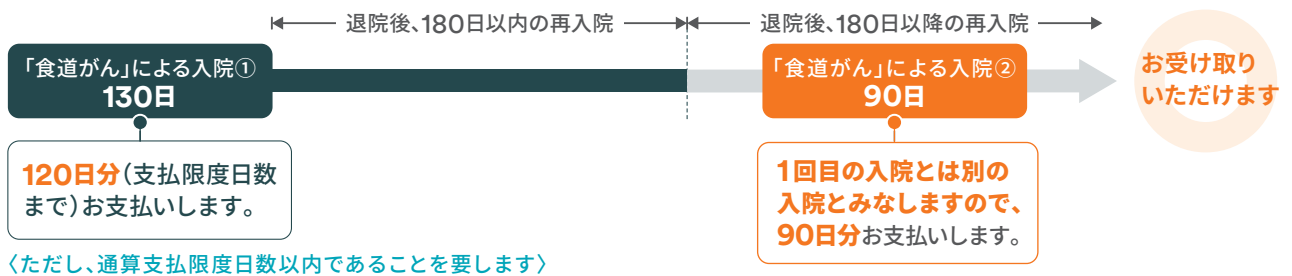 退院後、180日以内の再入院
退院後、180日以降の再入院
「食道がん」による入院①
130日
「食道がん」による入院②
90日
お受け取り
いただけます
120日分(支払限度日数
まで)お支払いします。
1回目の入院とは別の
入院とみなしますので、
90日分お支払いします。
〈ただし、通算支払限度日数以内であることを要します〉